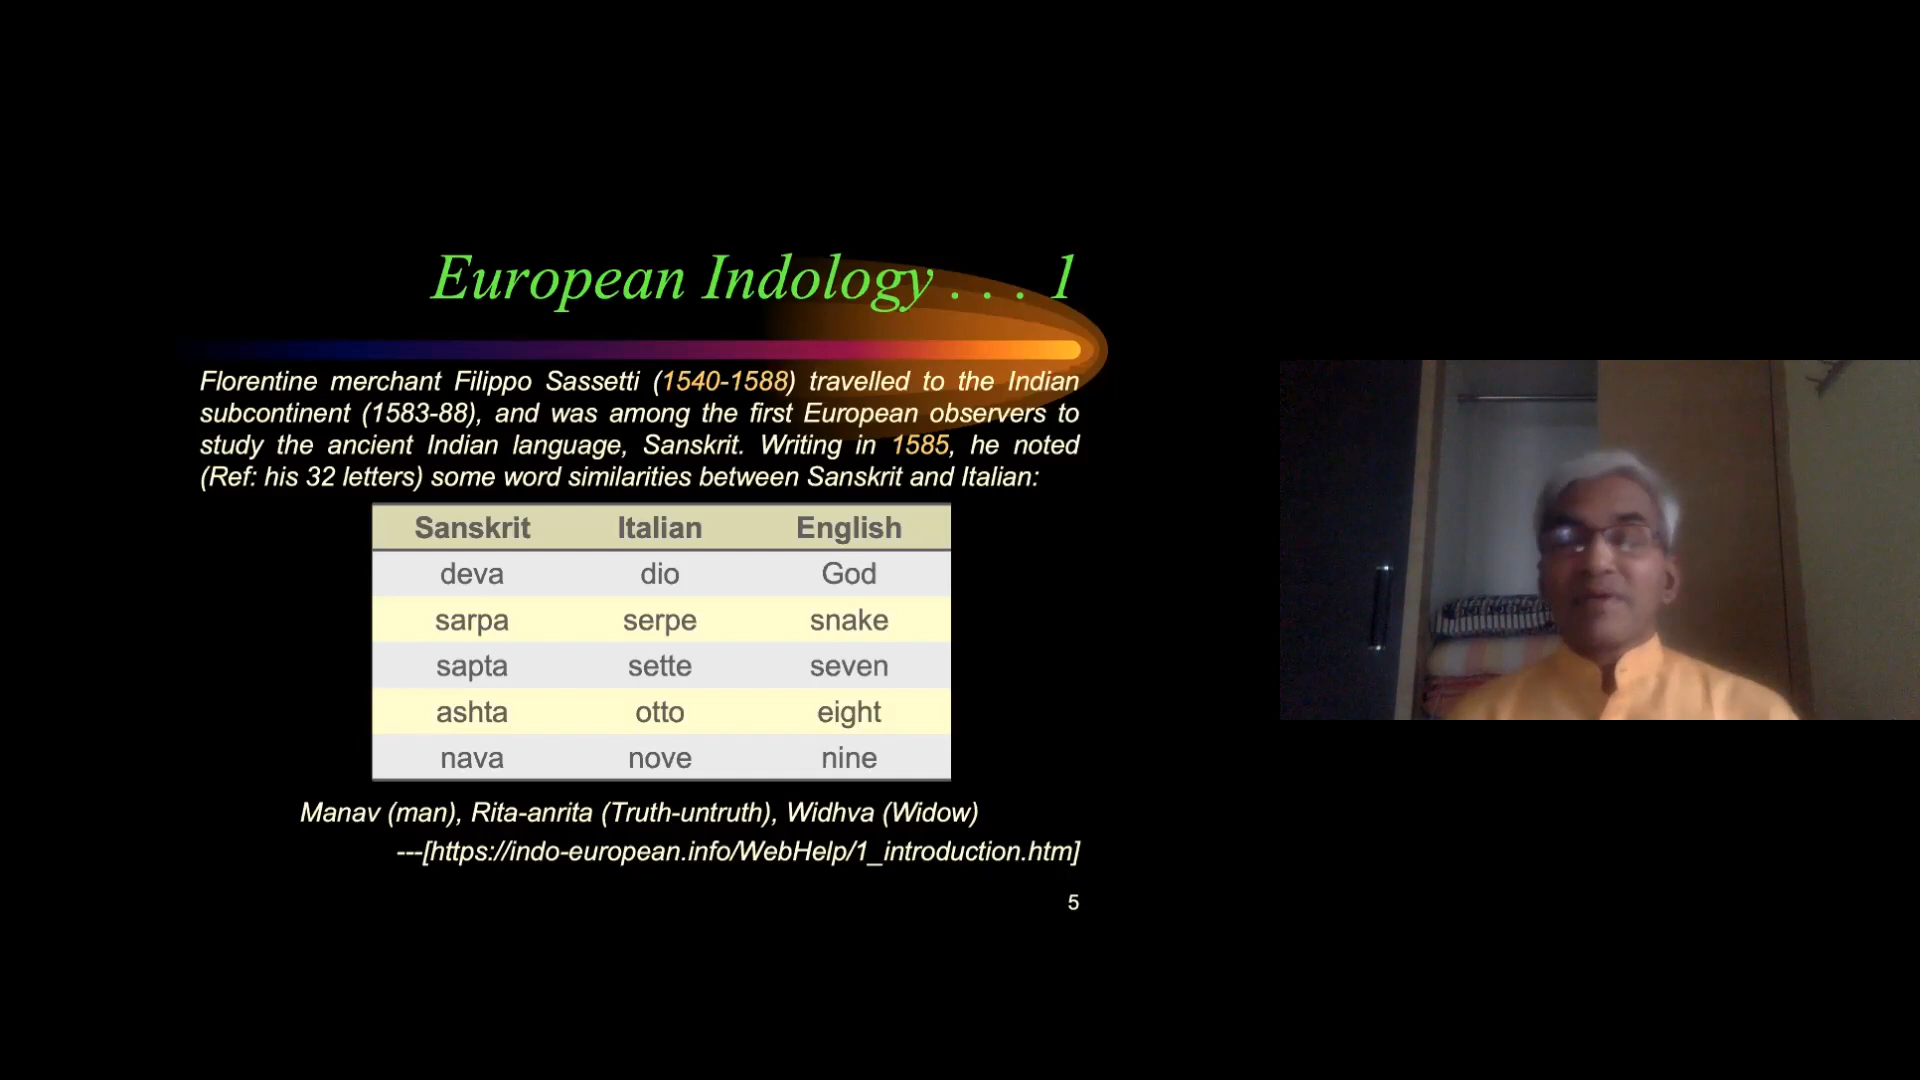 European Indology . . . 1
Florentine merchant Filippo Sassetti (1540-1588) travelled to the Indian
subcontinent (1583-88), and was among the first European observers to
study the ancient Indian language, Sanskrit. Writing in 1585, he noted
(Ref: his 32 letters) some word similarities between Sanskrit and Italian:
Sanskrit Italian English
deva dio God
sarpa serpe snake
sapta sette seven
ashta otto eight
nava nove nine
Manav (man), Rita-anrita (Truth-untruth), Widhva (Widow)
---[https://indo-european.info/WebHelp/1_introduction.htm]
5